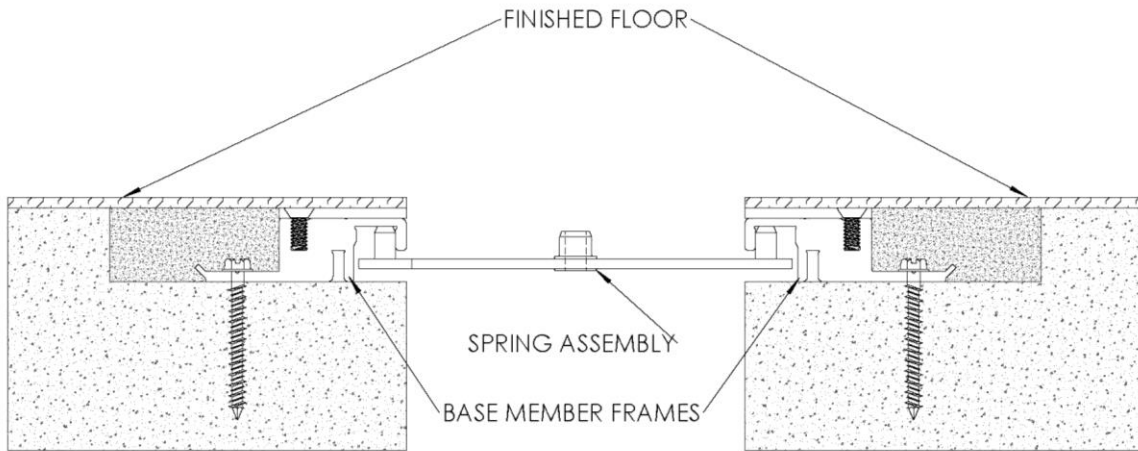 FINISHED FLOOR
SPRING ASSEMBLY
BASE MEMBER FRAMES